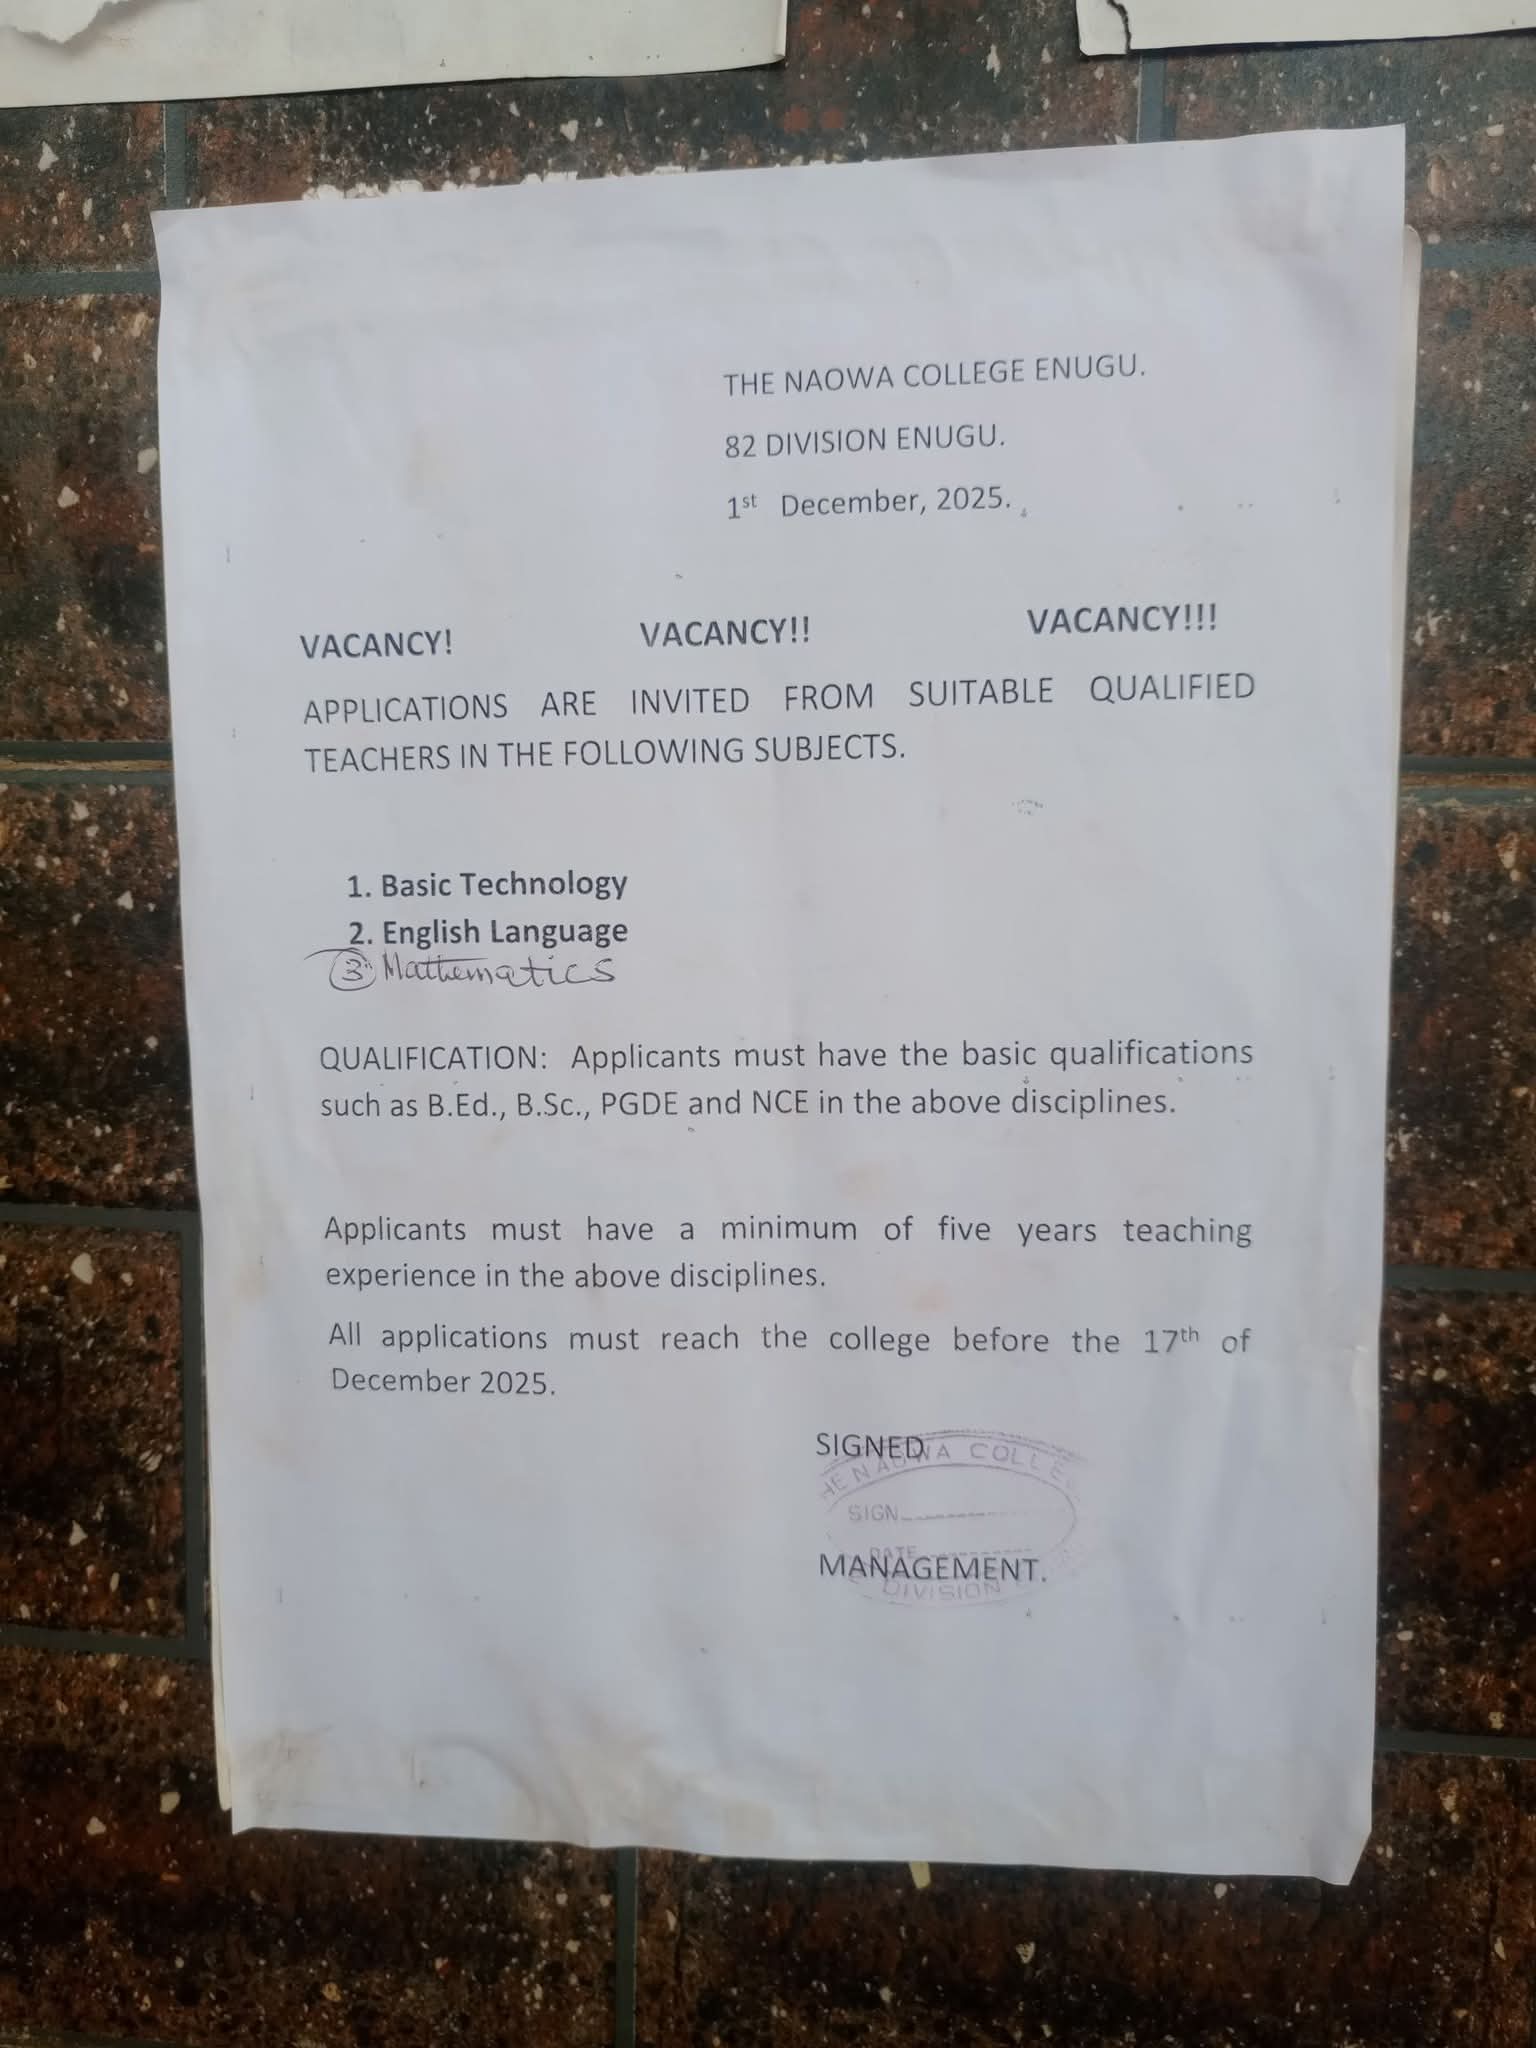 THE NAOWA COLLEGE ENUGU.
82 DIVISION ENUGU.
1st December, 2025.
VACANCY! VACANCY!! VACANCY!!!
APPLICATIONS ARE INVITED FROM SUITABLE QUALIFIED
TEACHERS IN THE FOLLOWING SUBJECTS.
1. Basic Technology
2. English Language
3. Mathematics
QUALIFICATION: Applicants must have the basic qualifications
such as B.Ed., B.Sc., PGDE and NCE in the above disciplines.
Applicants must have a minimum of five years teaching
experience in the above disciplines.
All applications must reach the college before the 17th of
December 2025.
SIGNED
NAOWA
SIGN
DATE
MANAGEMENT.
DIVISION